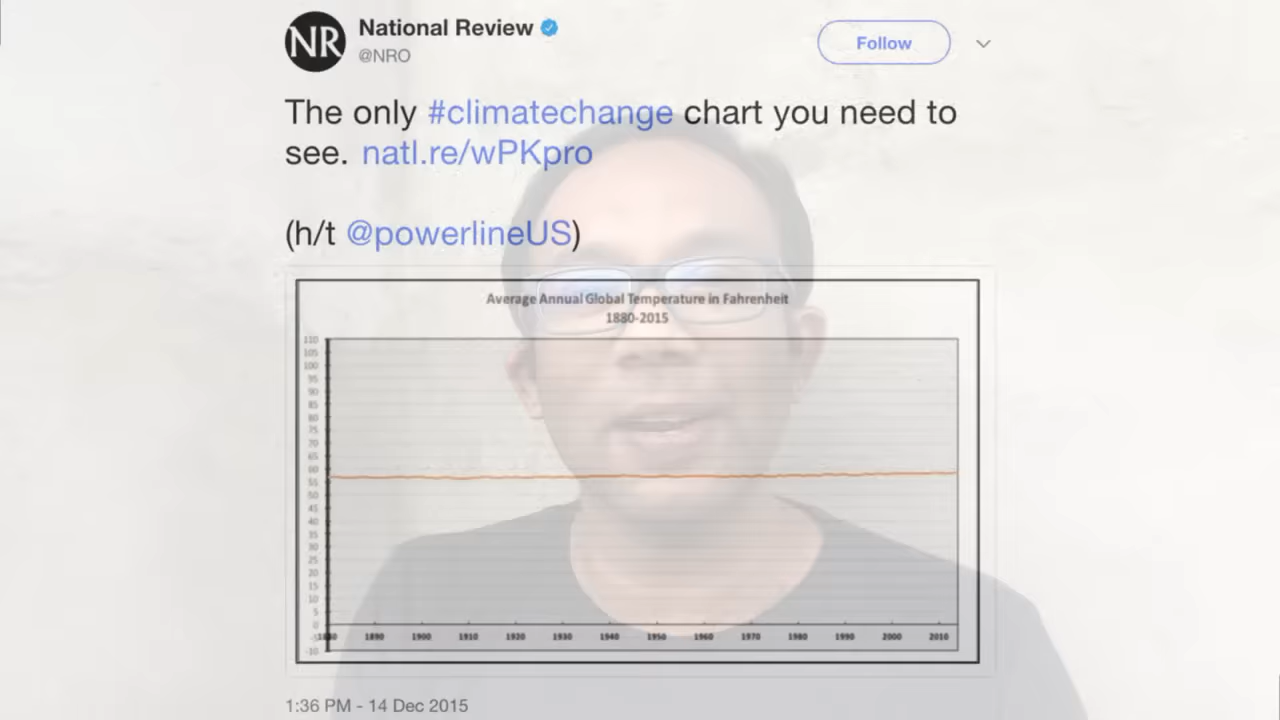 NR
National Review
@NRO
Follow
The only #climatechange chart you need to
see. natl.re/wPKpro
(h/t @powerlineUS)
Average Annual Global Temperature in Fahrenheit
1880-2015
110
105
100
95
90
85
80
75
70
65
60
55
50
45
40
35
30
25
20
15
10
5
0
-10
1890 1900 1910 1920 1930 1940 1950 1960 1970 1980 1990 2000 2010
1:36 PM - 14 Dec 2015